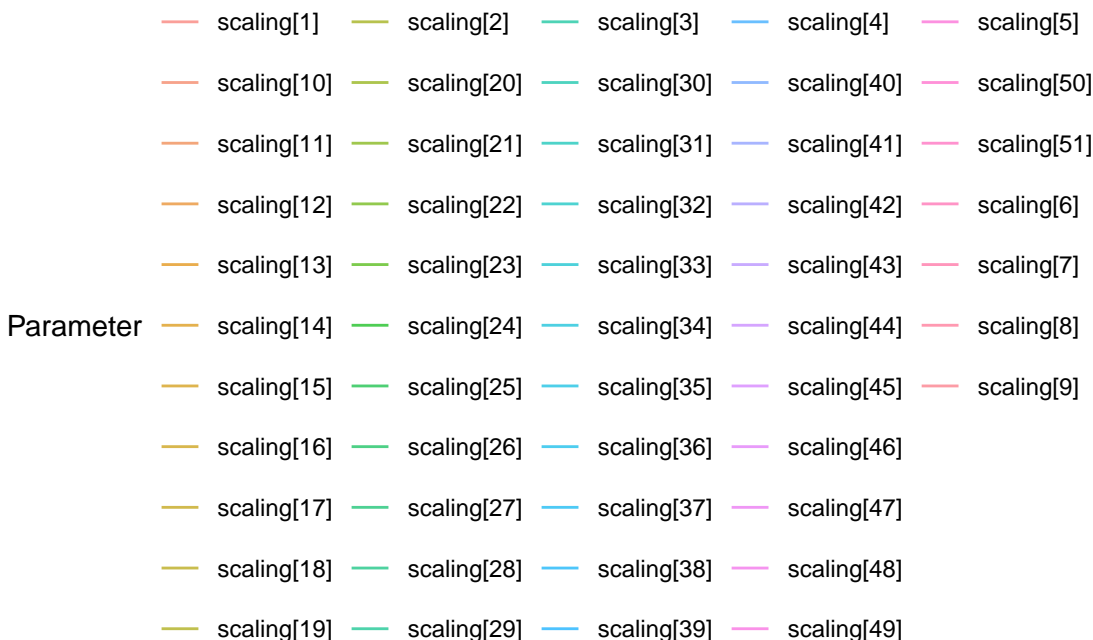 scaling[1] scaling[2] scaling[3] scaling[4] scaling[5]
scaling[10] scaling[20] scaling[30] scaling[40] scaling[50]
scaling[11] scaling[21] scaling[31] scaling[41] scaling[51]
scaling[12] scaling[22] scaling[32] scaling[42] scaling[6]
scaling[13] scaling[23] scaling[33] scaling[43] scaling[7]
Parameter scaling[14] scaling[24] scaling[34] scaling[44] scaling[8]
scaling[15] scaling[25] scaling[35] scaling[45] scaling[9]
scaling[16] scaling[26] scaling[36] scaling[46]
scaling[17] scaling[27] scaling[37] scaling[47]
scaling[18] scaling[28] scaling[38] scaling[48]
scaling[19] scaling[29] scaling[39] scaling[49]